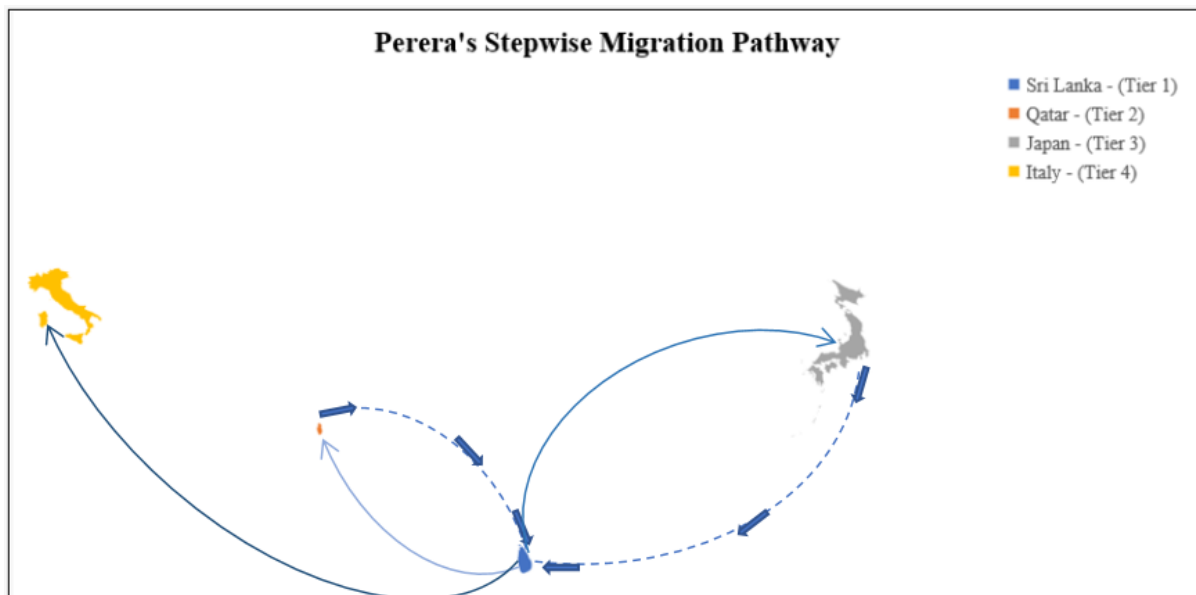 Perera's Stepwise Migration Pathway
Sri Lanka - (Tier 1)
Qatar - (Tier 2)
Japan - (Tier 3)
Italy - (Tier 4)